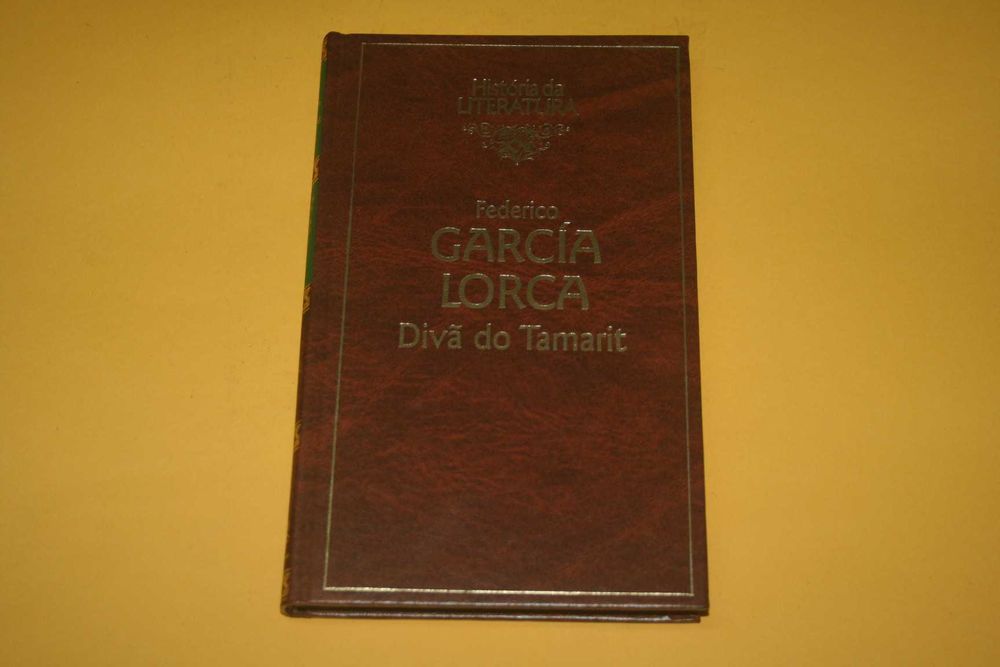 História da
LITERATURA
Federico
GARCÍA
LORCA
Divã do Tamarit